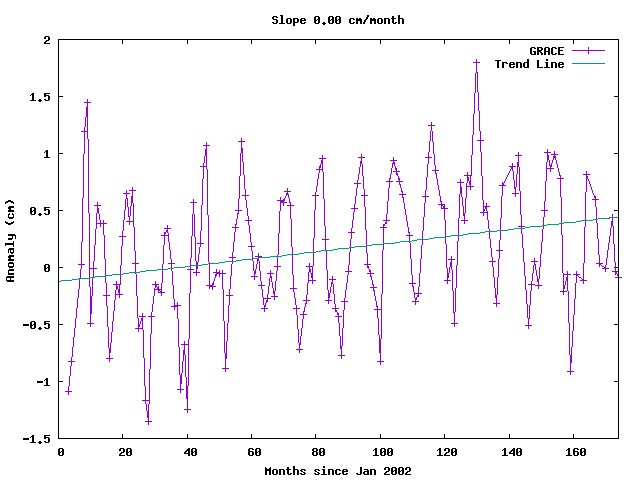 Slope 0.00 cm/month
GRACE
Trend Line
2
1.5
1
0.5
0
-0.5
-1
-1.5
Anomaly (cm)
0 20 40 60 80 100 120 140 160
Months since Jan 2002